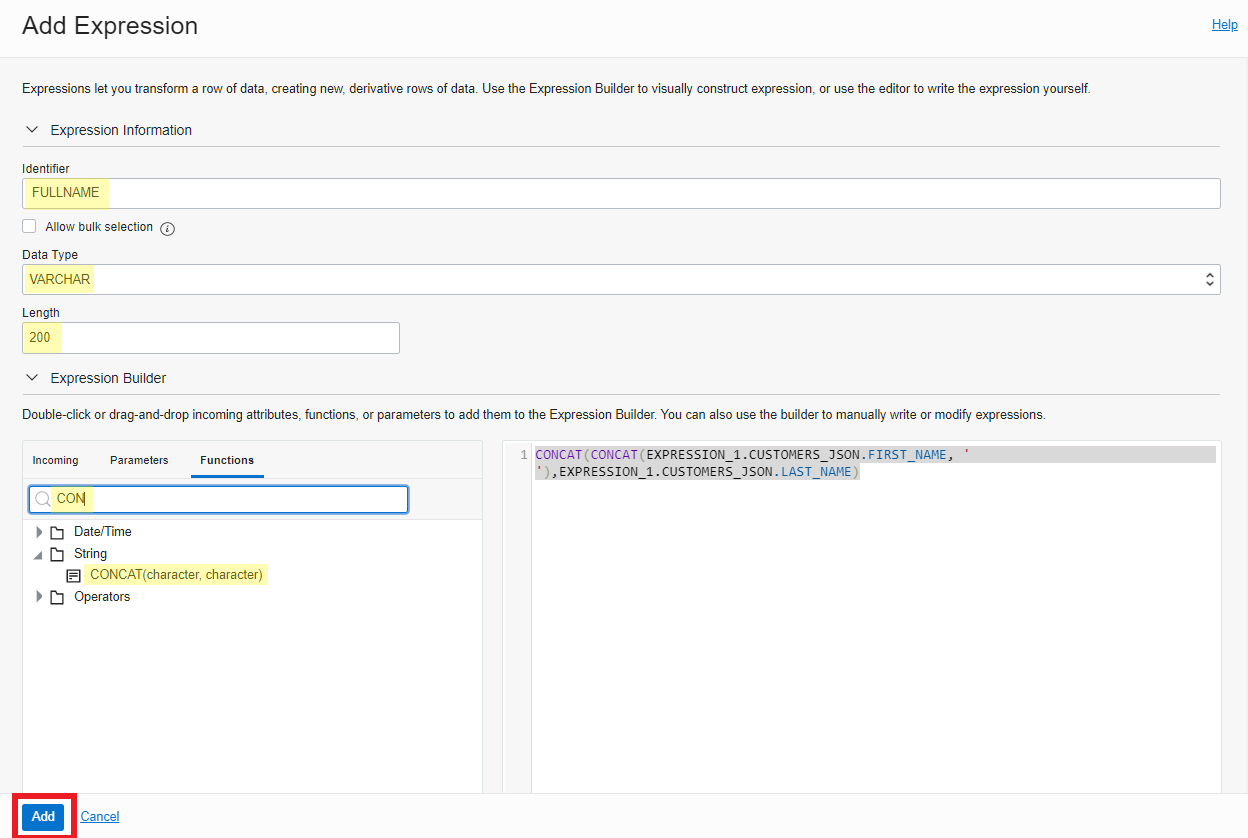 Add Expression
Help
Expressions let you transform a row of data, creating new, derivative rows of data. Use the Expression Builder to visually construct expression, or use the editor to write the expression yourself.
Expression Information
Identifier
FULLNAME
Allow bulk selection
Data Type
VARCHAR
Length
200
Expression Builder
Double-click or drag-and-drop incoming attributes, functions, or parameters to add them to the Expression Builder. You can also use the builder to manually write or modify expressions.
Incoming Parameters Functions
CON
Date/Time
String
CONCAT(character, character)
Operators
1 CONCAT(CONCAT(EXPRESSION_1.CUSTOMERS_JSON.FIRST_NAME, '
'),EXPRESSION_1.CUSTOMERS_JSON.LAST_NAME)
Add Cancel